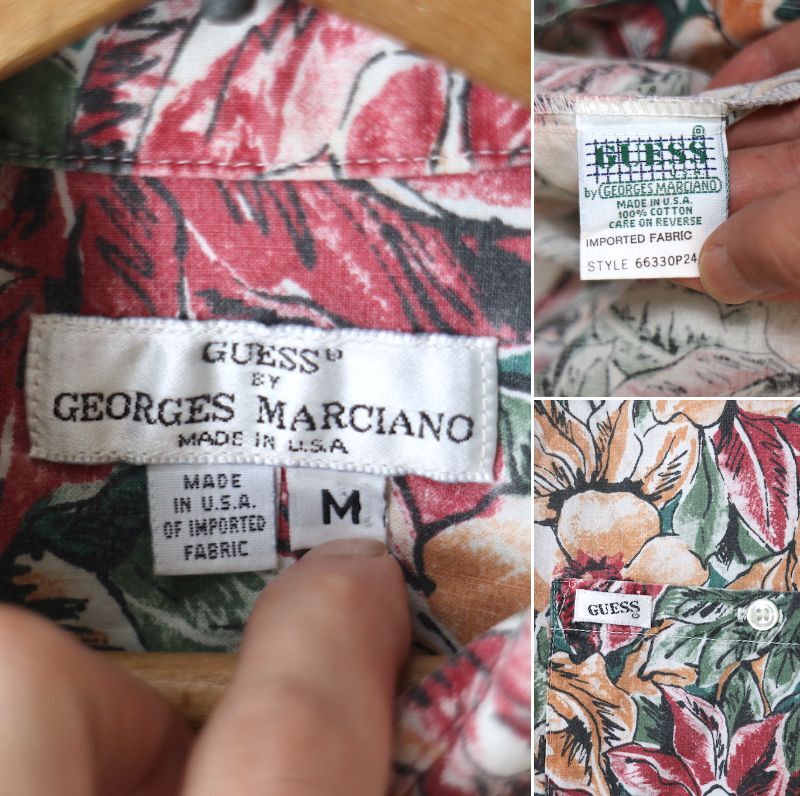 GUESS
BY
GEORGES MARCIANO
MADE IN U.S.A
MADE
IN U.S.A.
OF IMPORTED
FABRIC
M
GUESS ®
U.S.A.
by GEORGES MARCIANO
MADE IN U.S.A.
100% COTTON
CARE ON REVERSE
IMPORTED FABRIC
STYLE 66330P24
GUESS